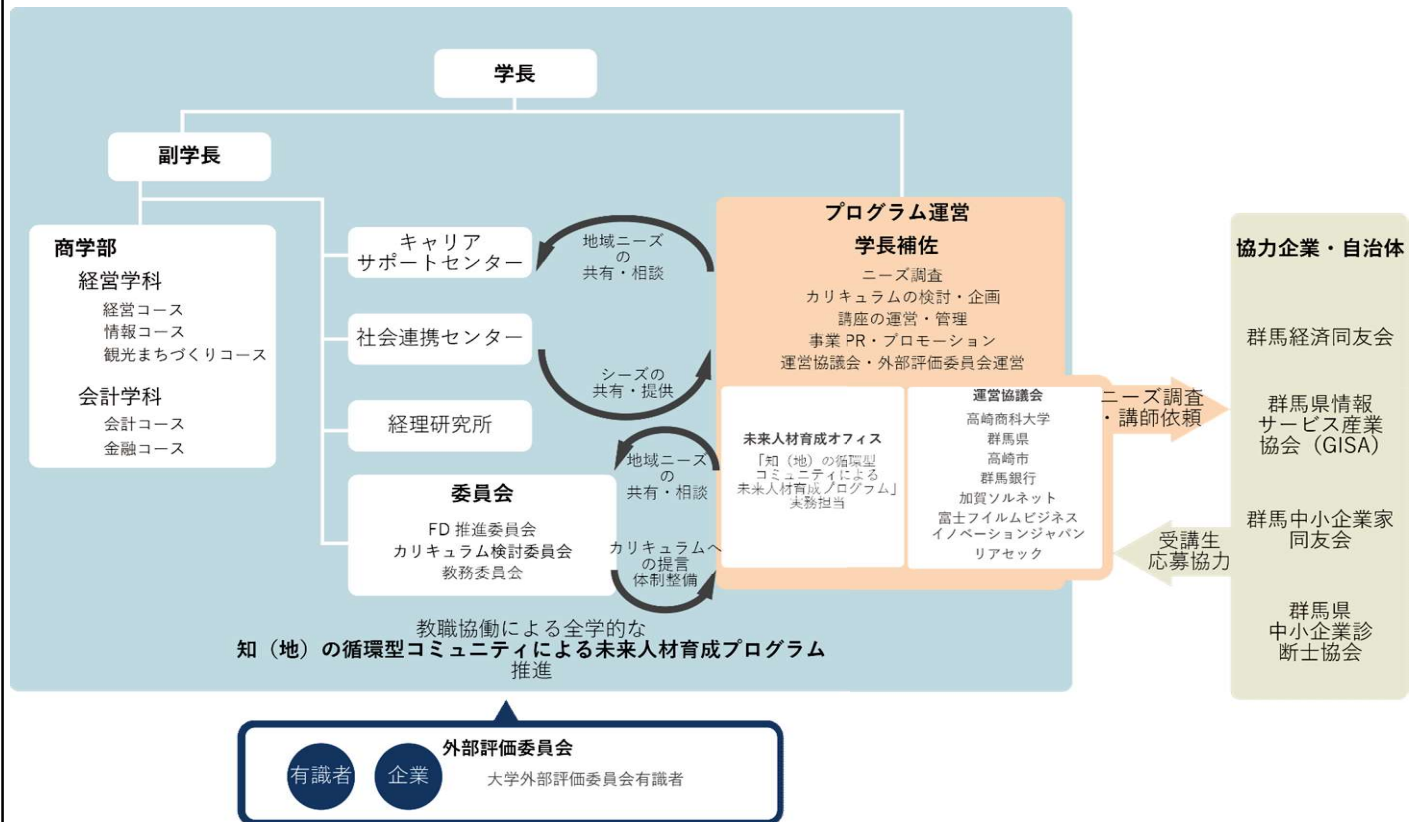 学長
副学長
商学部
経営学科
経営コース
情報コース
観光まちづくりコース
会計学科
会計コース
金融コース
キャリア
サポートセンター
社会連携センター
経理研究所
委員会
FD 推進委員会
カリキュラム検討委員会
教務委員会
地域ニーズ
の
共有・相談
シーズの
共有・提供
地域ニーズ
の
共有・相談
カリキュラムへ
の提言
体制整備
プログラム運営
学長補佐
ニーズ調査
カリキュラムの検討・企画
講座の運営・管理
事業 PR・プロモーション
運営協議会・外部評価委員会運営
未来人材育成オフィス
「知（地）の循環型
コミュニティによる
未来人材育成プログラム」
実務担当
運営協議会
高崎商科大学
群馬県
高崎市
群馬銀行
加賀ソルネット
富士フイルムビジネス
イノベーションジャパン
リアセック
ニーズ調査
・講師依頼
受講生
応募協力
協力企業・自治体
群馬経済同友会
群馬県情報
サービス産業
協会（GISA）
群馬中小企業家
同友会
群馬県
中小企業診
断士協会
教職協働による全学的な
知（地）の循環型コミュニティによる未来人材育成プログラム
推進
外部評価委員会
有識者
企業
大学外部評価委員会有識者